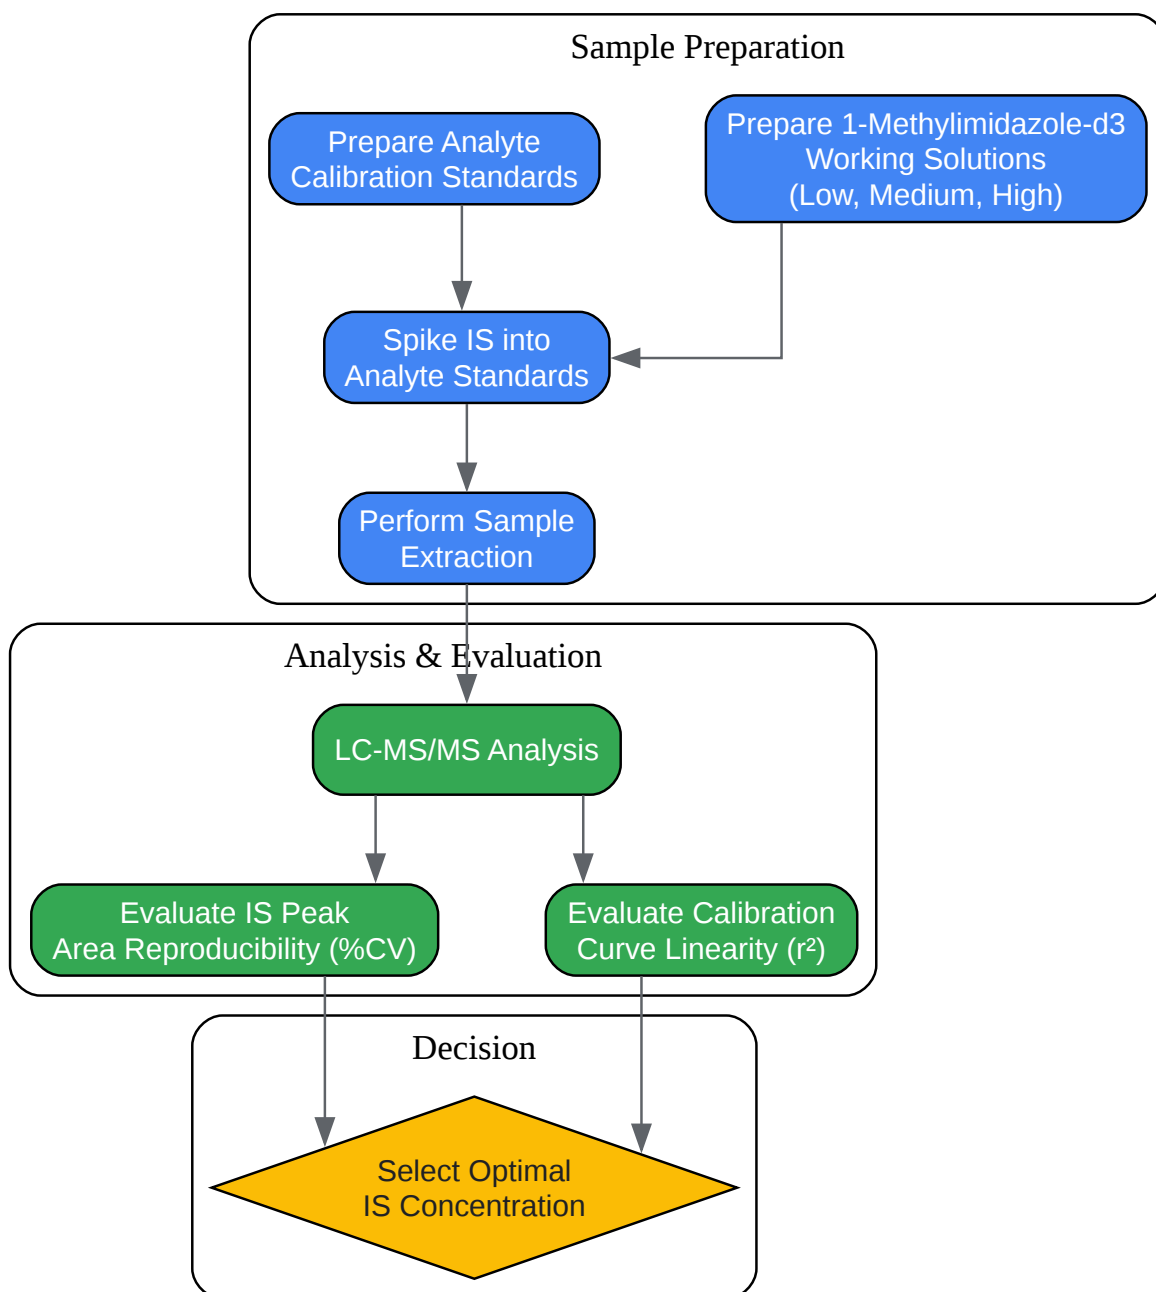 Sample Preparation
Prepare Analyte
Calibration Standards
Prepare 1-Methylimidazole-d3
Working Solutions
(Low, Medium, High)
Spike IS into
Analyte Standards
Perform Sample
Extraction
Analysis & Evaluation
LC-MS/MS Analysis
Evaluate IS Peak
Area Reproducibility (%CV)
Evaluate Calibration
Curve Linearity (r²)
Decision
Select Optimal
IS Concentration